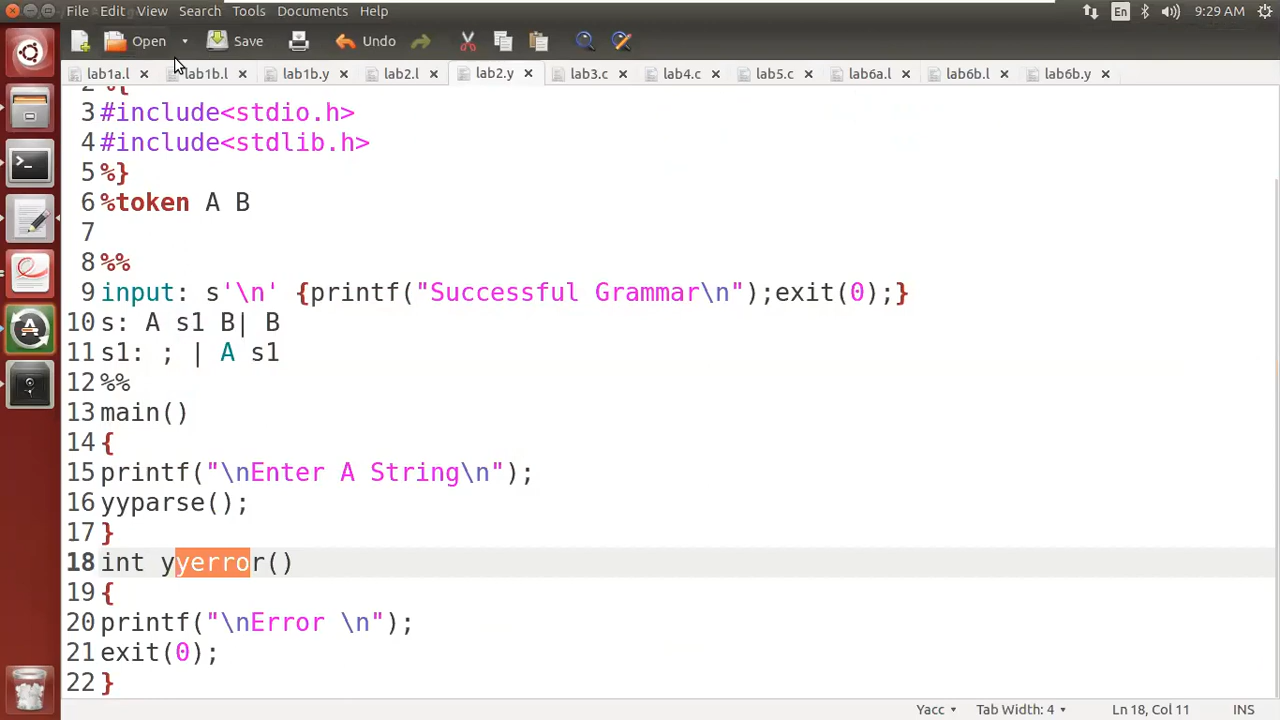 File Edit View Search Tools Documents Help En 9:29 AM
Open Save Undo
lab1a.l lab1b.l lab1b.y lab2.l lab2.y lab3.c lab4.c lab5.c lab6a.l lab6b.l lab6b.y
%{
3 #include<stdio.h>
4 #include<stdlib.h>
5 %}
6 %token A B
7
8 %%
9 input: s'\n' {printf("Successful Grammar\n");exit(0);}
10 s: A s1 B| B
11 s1: ; | A s1
12 %%
13 main()
14 {
15 printf("\nEnter A String\n");
16 yyparse();
17 }
18 int yyerror()
19 {
20 printf("\nError \n");
21 exit(0);
22 }
Yacc Tab Width: 4 Ln 18, Col 11 INS